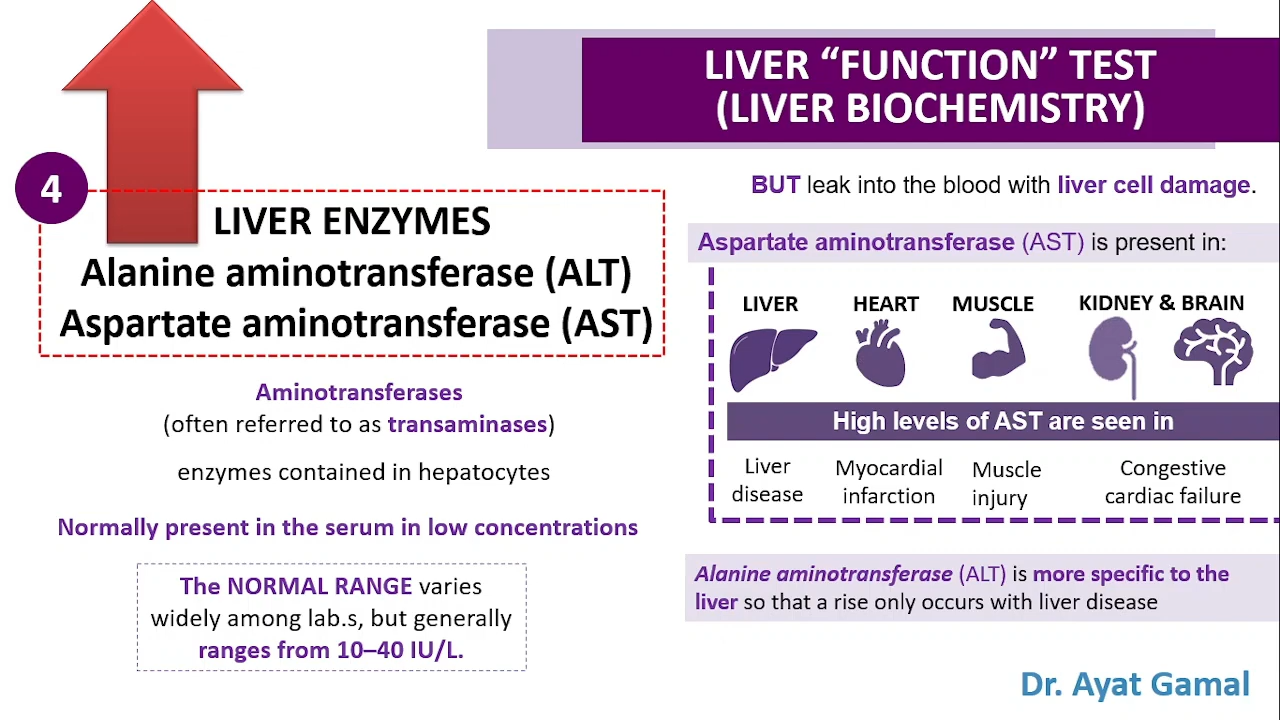 LIVER “FUNCTION” TEST
(LIVER BIOCHEMISTRY)
4
LIVER ENZYMES
Alanine aminotransferase (ALT)
Aspartate aminotransferase (AST)
Aminotransferases
(often referred to as transaminases)
enzymes contained in hepatocytes
Normally present in the serum in low concentrations
The NORMAL RANGE varies
widely among lab.s, but generally
ranges from 10–40 IU/L.
BUT leak into the blood with liver cell damage.
Aspartate aminotransferase (AST) is present in:
LIVER HEART MUSCLE KIDNEY & BRAIN
High levels of AST are seen in
Liver
disease
Myocardial
infarction
Muscle
injury
Congestive
cardiac failure
Alanine aminotransferase (ALT) is more specific to the
liver so that a rise only occurs with liver disease
Dr. Ayat Gamal